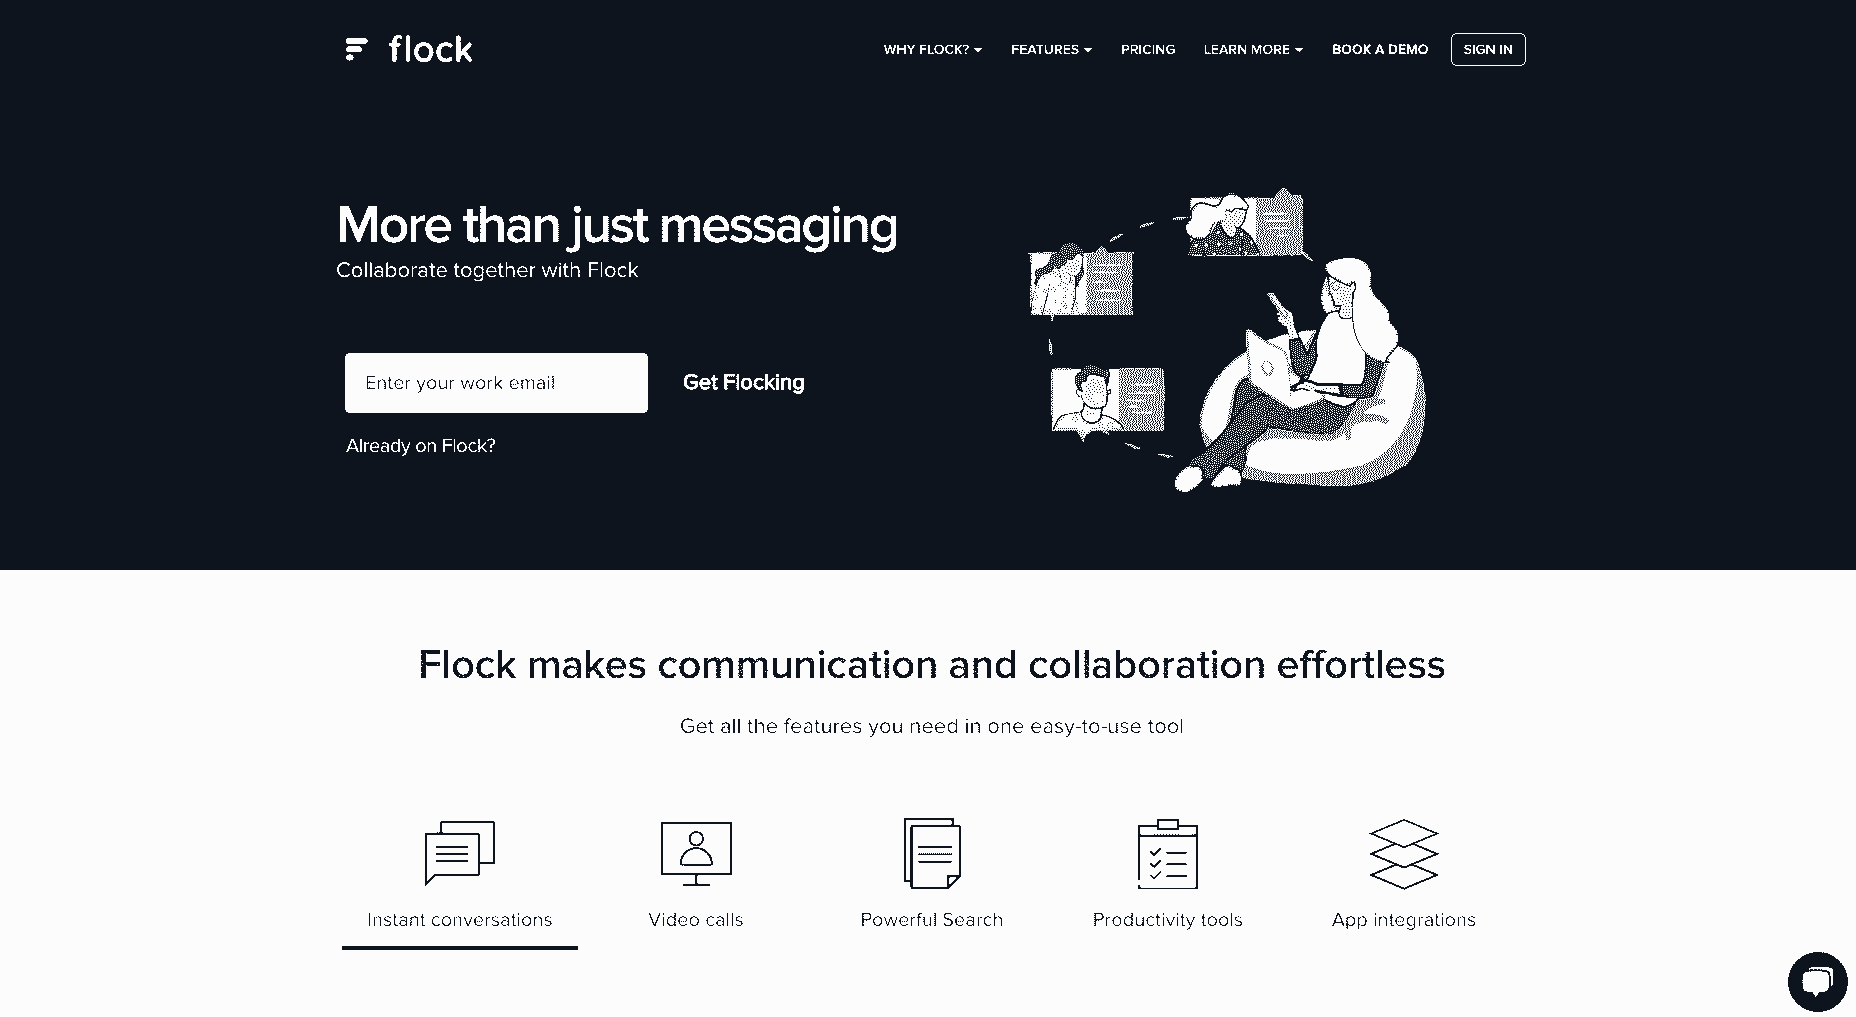 flock
WHY FLOCK?
FEATURES
PRICING
LEARN MORE
BOOK A DEMO
SIGN IN
More than just messaging
Collaborate together with Flock
Enter your work email
Get Flocking
Already on Flock?
Flock makes communication and collaboration effortless
Get all the features you need in one easy-to-use tool
Instant conversations
Video calls
Powerful Search
Productivity tools
App integrations